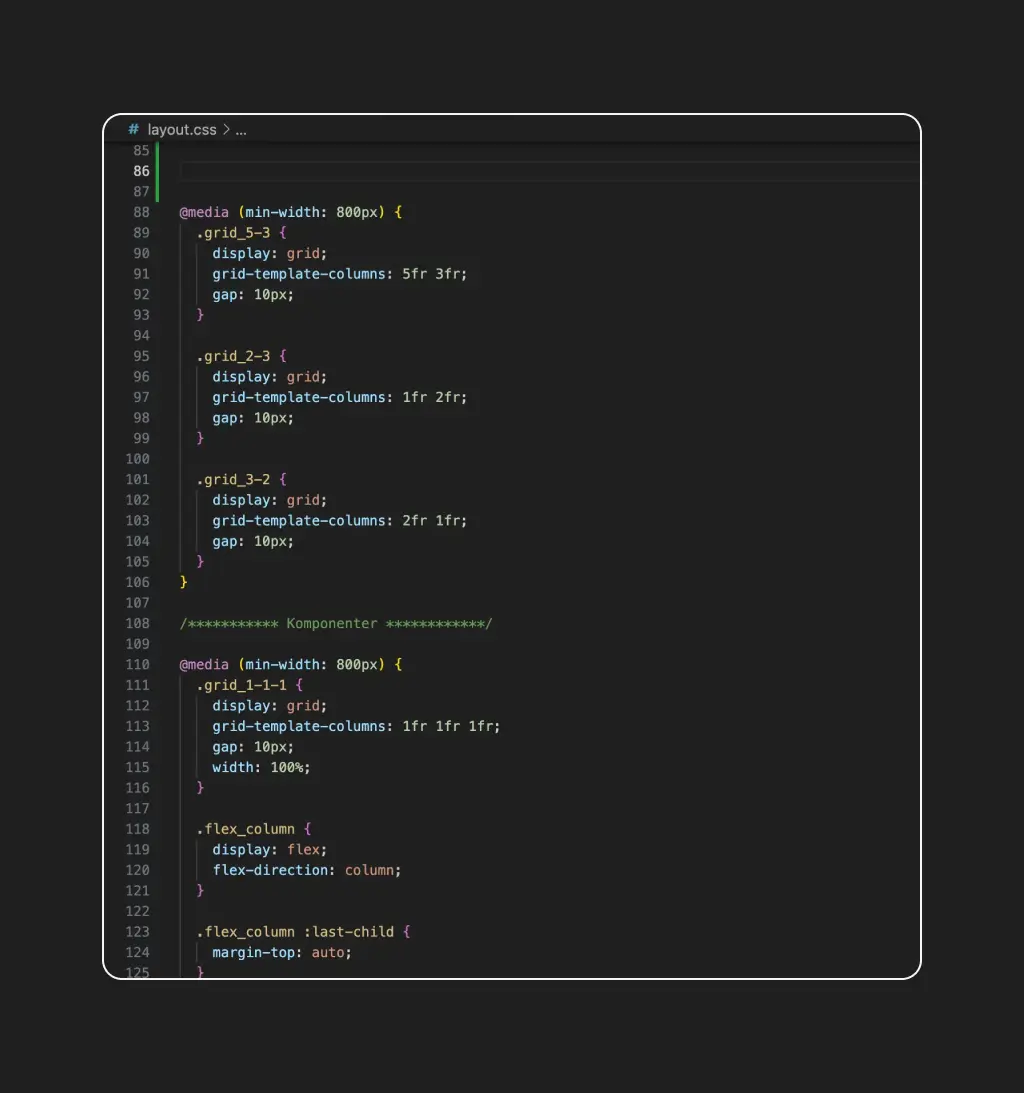 # layout.css > ...
85
86
87
88 @media (min-width: 800px) {
89 .grid_5-3 {
90 display: grid;
91 grid-template-columns: 5fr 3fr;
92 gap: 10px;
93 }
94
95 .grid_2-3 {
96 display: grid;
97 grid-template-columns: 1fr 2fr;
98 gap: 10px;
99 }
100
101 .grid_3-2 {
102 display: grid;
103 grid-template-columns: 2fr 1fr;
104 gap: 10px;
105 }
106 }
107
108 /*********** Komponenter ************/
109
110 @media (min-width: 800px) {
111 .grid_1-1-1 {
112 display: grid;
113 grid-template-columns: 1fr 1fr 1fr;
114 gap: 10px;
115 width: 100%;
116 }
117
118 .flex_column {
119 display: flex;
120 flex-direction: column;
121 }
122
123 .flex_column :last-child {
124 margin-top: auto;
125 }